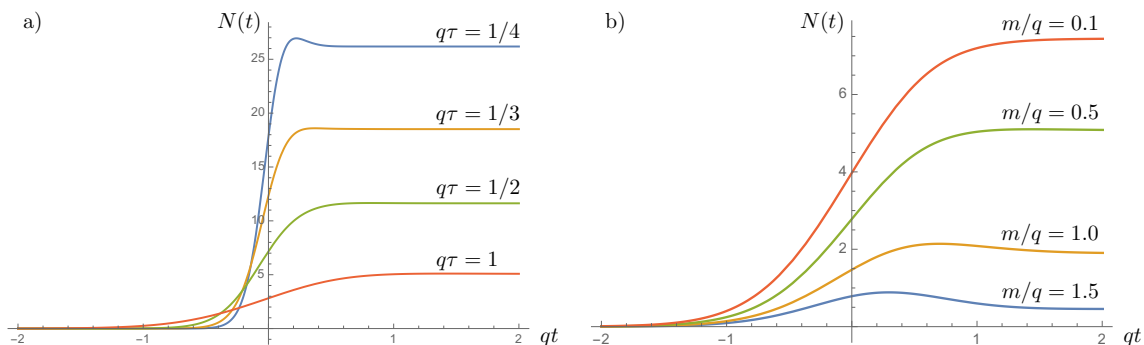 a)
N(t)
qτ = 1/4
qτ = 1/3
qτ = 1/2
qτ = 1
25
20
15
10
5
−2
−1
1
2
qt
b)
N(t)
m/q = 0.1
m/q = 0.5
m/q = 1.0
m/q = 1.5
6
4
2
−2
−1
1
2
qt